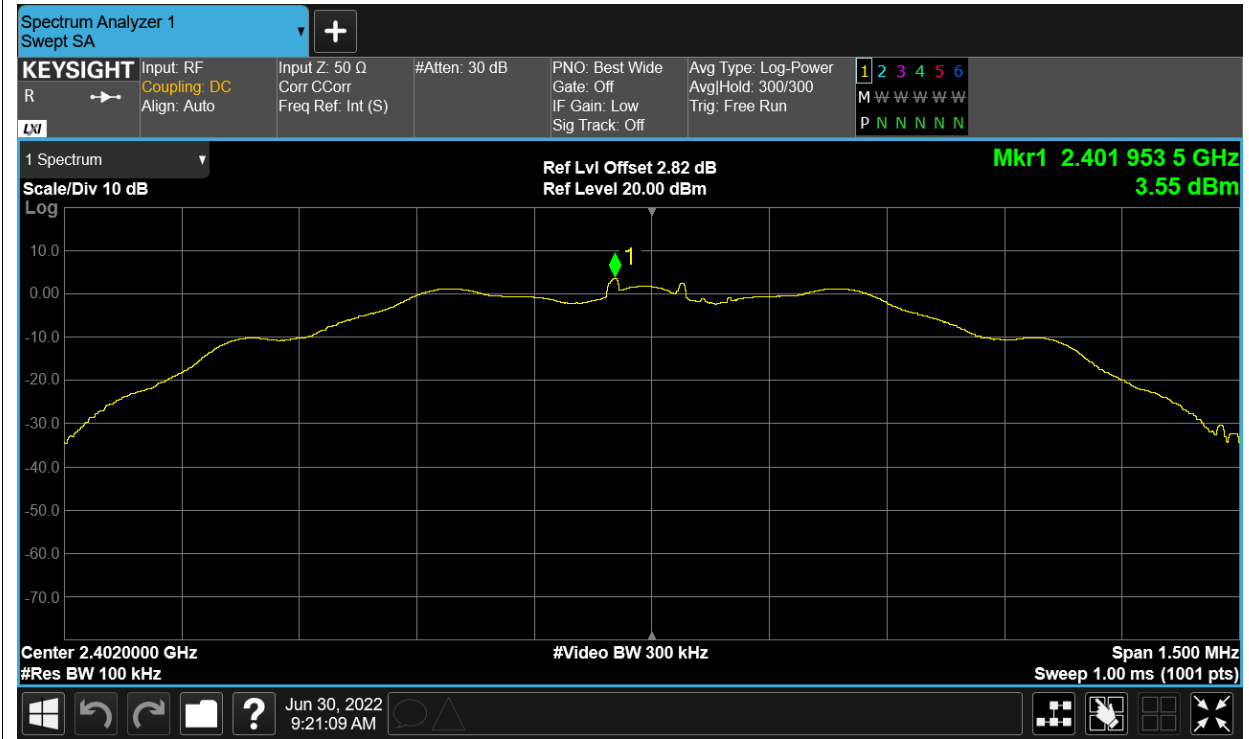 Spectrum Analyzer 1
Swept SA
+
KEYSIGHT
R
LXI
Input: RF
Coupling: DC
Align: Auto
Input Z: 50 Ω
Corr CCorr
Freq Ref: Int (S)
#Atten: 30 dB
PNO: Best Wide
Gate: Off
IF Gain: Low
Sig Track: Off
Avg Type: Log-Power
Avg|Hold: 300/300
Trig: Free Run
1 2 3 4 5 6
M W W W W W
P N N N N N
1 Spectrum
Scale/Div 10 dB
Ref Lvl Offset 2.82 dB
Ref Level 20.00 dBm
Mkr1 2.401 953 5 GHz
3.55 dBm
Log
1
10.0
0.00
-10.0
-20.0
-30.0
-40.0
-50.0
-60.0
-70.0
Center 2.4020000 GHz
#Res BW 100 kHz
#Video BW 300 kHz
Span 1.500 MHz
Sweep 1.00 ms (1001 pts)
?
Jun 30, 2022
9:21:09 AM